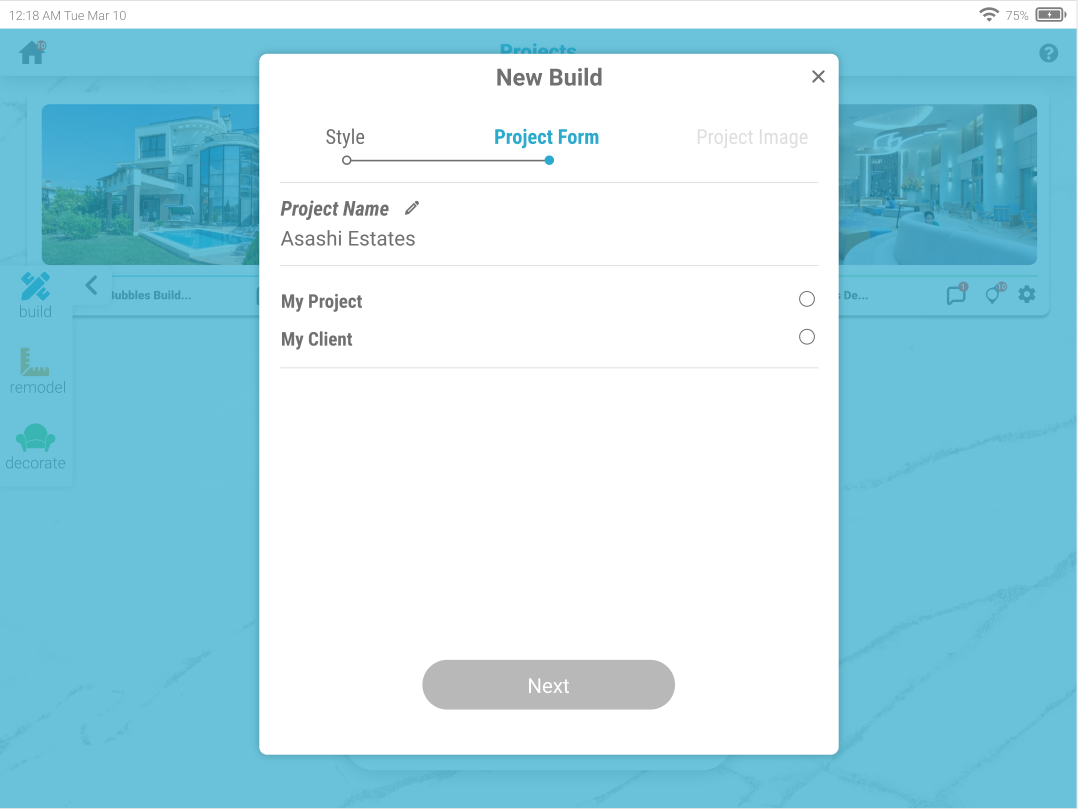 12:18 AM Tue Mar 10
75%
10
Projects
New Build
Style
Project Form
Project Image
Project Name
Asashi Estates
My Project
My Client
Bubbles Build...
De...
1
10
build
remodel
decorate
Next